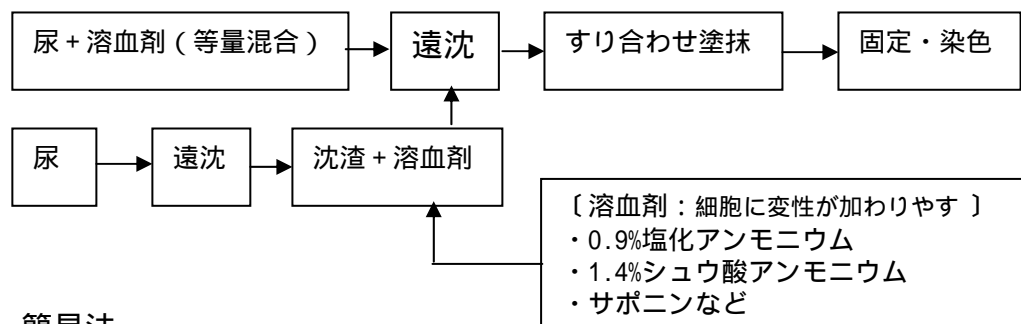 尿+溶血剤(等量混合)
遠沈
すり合わせ塗抹
固定・染色
尿
遠沈
沈渣+溶血剤
〔溶血剤:細胞に変性が加わりやす 〕
・0.9%塩化アンモニウム
・1.4%シュウ酸アンモニウム
・サポニンなど